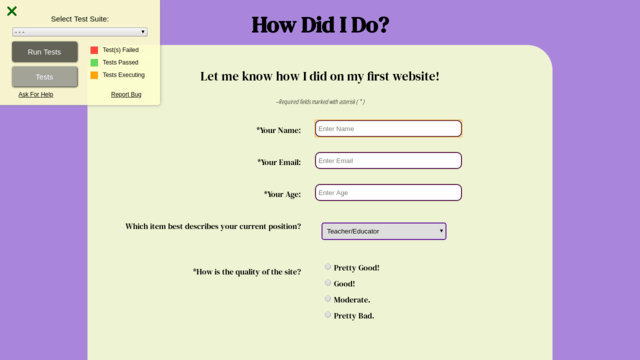 Select Test Suite:
- - -
Run Tests
Tests
Test(s) Failed
Tests Passed
Tests Executing
Ask For Help
Report Bug
How Did I Do?
Let me know how I did on my first website!
~Required fields marked with asterisk ( * )
*Your Name:
Enter Name
*Your Email:
Enter Email
*Your Age:
Enter Age
Which item best describes your current position?
Teacher/Educator
*How is the quality of the site?
Pretty Good!
Good!
Moderate.
Pretty Bad.